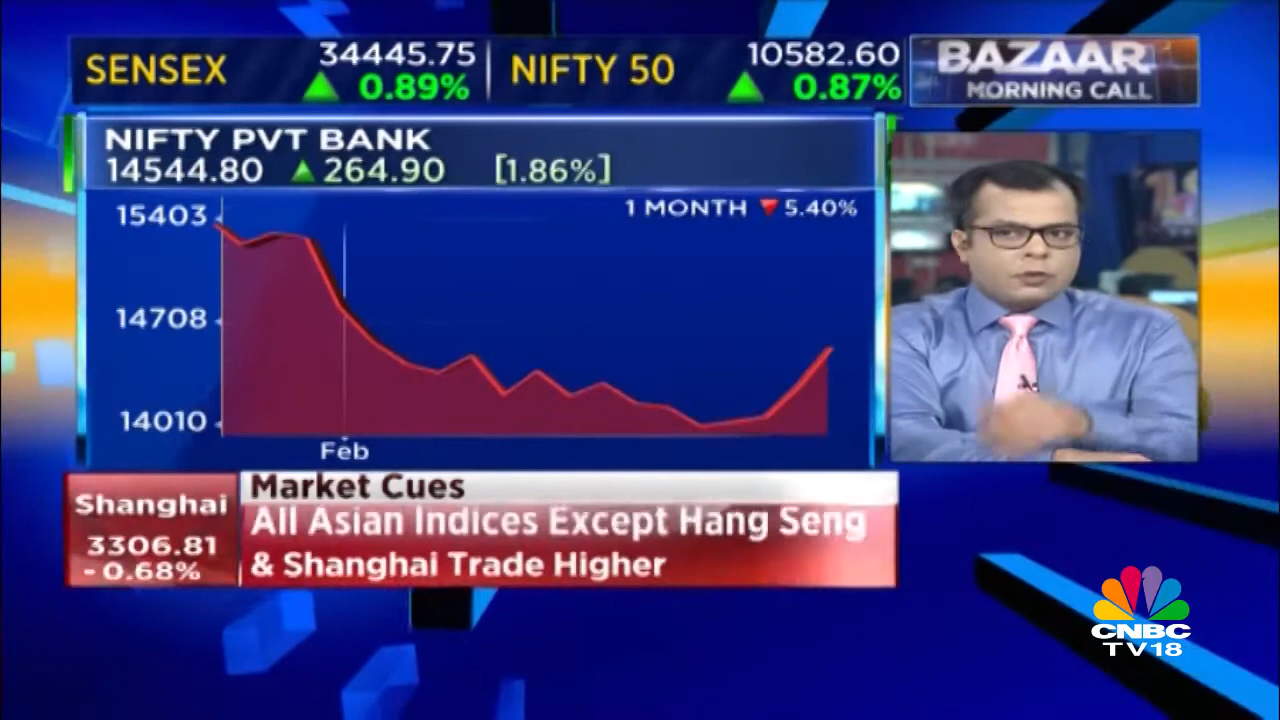 SENSEX 34445.75 ▲ 0.89% NIFTY 50 10582.60 ▲ 0.87%
BAZAAR
MORNING CALL
NIFTY PVT BANK
14544.80 ▲ 264.90 [1.86%]
1 MONTH ▼ 5.40%
15403
14708
14010
Feb
Shanghai
3306.81
- 0.68%
Market Cues
All Asian Indices Except Hang Seng
& Shanghai Trade Higher
CNBC
TV18